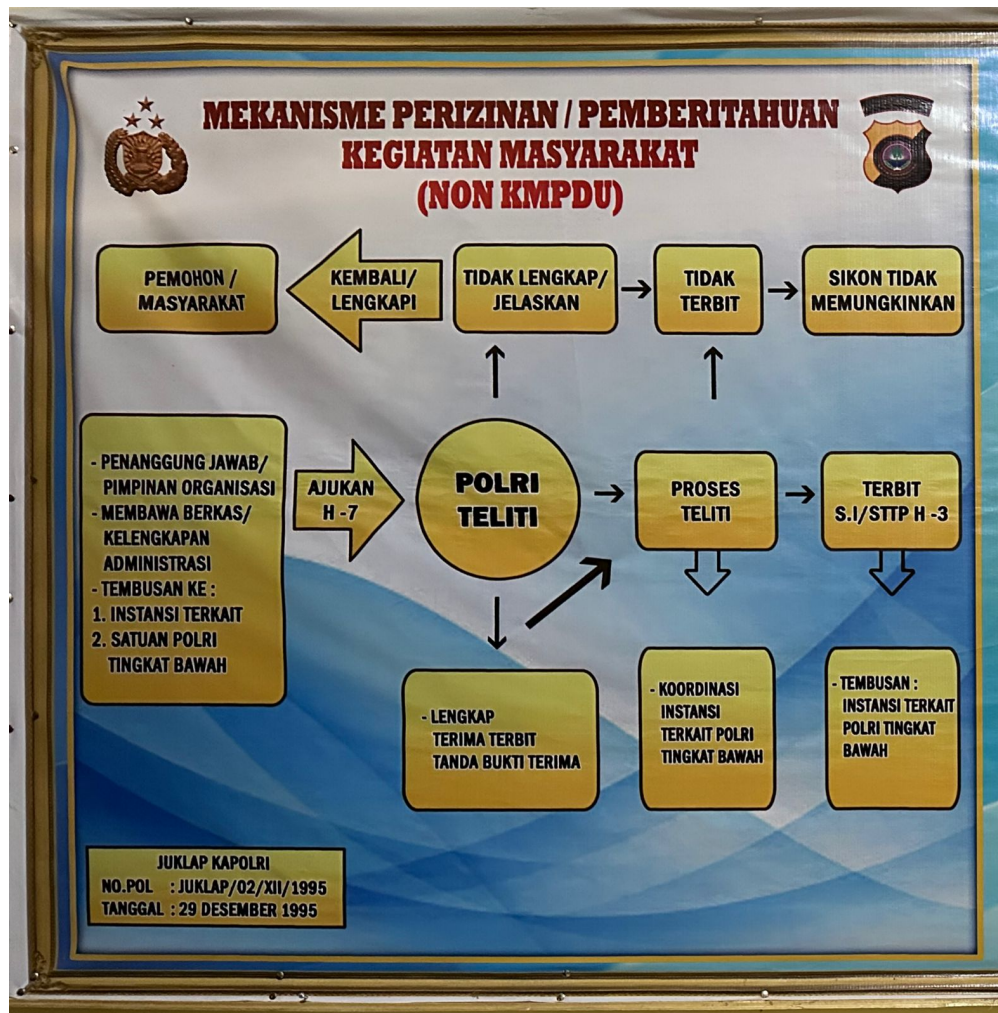 MEKANISME PERIZINAN / PEMBERITAHUAN
KEGIATAN MASYARAKAT
(NON KMPDU)
PEMOHON /
MASYARAKAT
KEMBALI/
LENGKAPI
TIDAK LENGKAP/
JELASKAN
TIDAK
TERBIT
SIKON TIDAK
MEMUNGKINKAN
- PENANGGUNG JAWAB/
PIMPINAN ORGANISASI
- MEMBAWA BERKAS/
KELENGKAPAN
ADMINISTRASI
- TEMBUSAN KE :
1. INSTANSI TERKAIT
2. SATUAN POLRI
TINGKAT BAWAH
AJUKAN
H -7
POLRI
TELITI
PROSES
TELITI
TERBIT
S.I/STTP H -3
- LENGKAP
TERIMA TERBIT
TANDA BUKTI TERIMA
- KOORDINASI
INSTANSI
TERKAIT POLRI
TINGKAT BAWAH
- TEMBUSAN :
INSTANSI TERKAIT
POLRI TINGKAT
BAWAH
JUKLAP KAPOLRI
NO.POL : JUKLAP/02/XII/1995
TANGGAL : 29 DESEMBER 1995